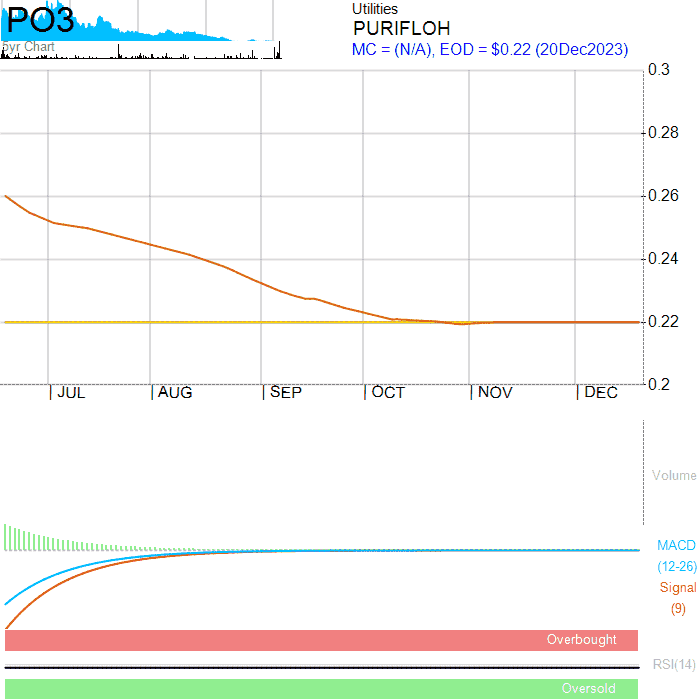 PO3
5yr Chart
Utilities
PURIFLOH
MC = (N/A), EOD = $0.22 (20Dec2023)
0.3
0.28
0.26
0.24
0.22
0.2
JUL AUG SEP OCT NOV DEC
Volume
MACD
(12-26)
Signal
(9)
Overbought
RSI(14)
Oversold